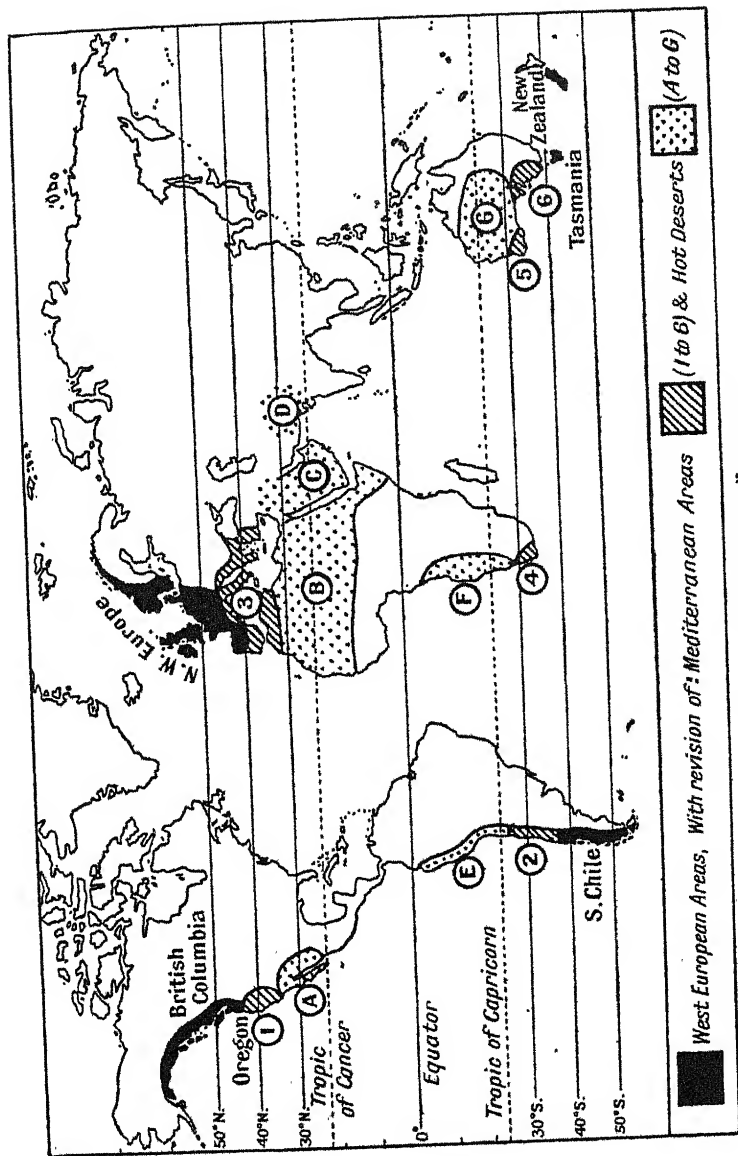 British
Columbia
Oregon
N. W. Europe
50°N.
40°N.
30°N.
Tropic
of Cancer
Equator
0°
Tropic of Capricorn
30°S.
40°S.
50°S.
S. Chile
Tasmania
New
Zealand
1
2
3
4
5
6
A
B
C
D
E
F
G
West European Areas, With revision of: Mediterranean Areas (1 to 6) & Hot Deserts (A to G)